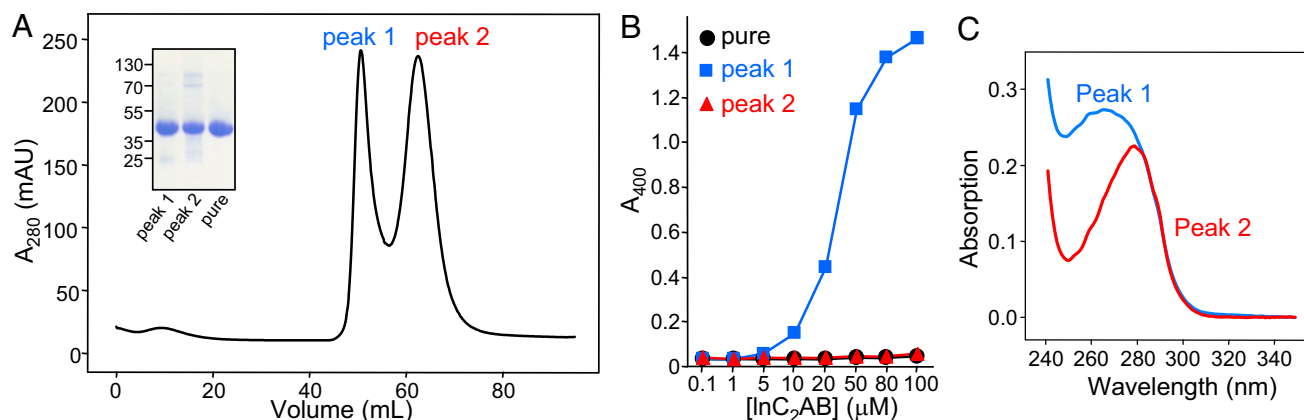 A
peak 1
peak 2
250
200
150
100
50
0
A280 (mAU)
0
20
40
60
80
Volume (mL)
130
70
55
35
25
peak 1
peak 2
pure
B
pure
peak 1
peak 2
1.4
1.2
1.0
0.8
0.6
0.4
0.2
0
A400
0.1
1
5
10
20
50
80
100
[lnC2AB] (μM)
C
Peak 1
Peak 2
0.3
0.2
0.1
0.0
Absorption
240
260
280
300
320
340
Wavelength (nm)